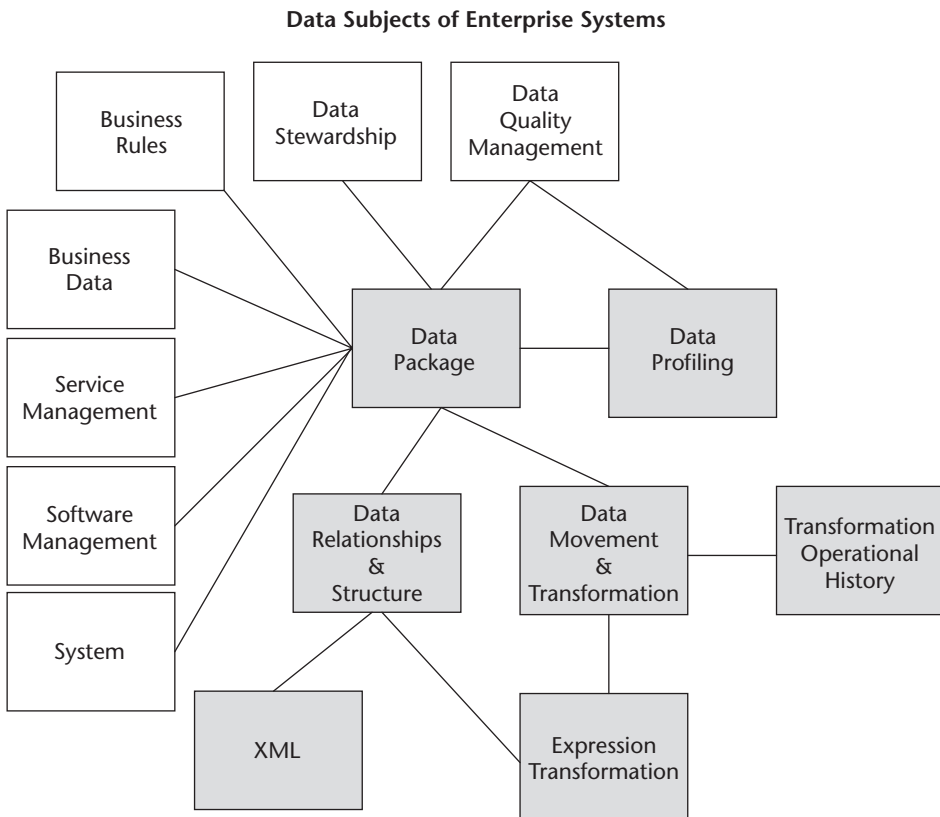 Data Subjects of Enterprise Systems
Business
Rules
Data
Stewardship
Data
Quality
Management
Business
Data
Data
Package
Data
Profiling
Service
Management
Software
Management
Data
Relationships
&
Structure
Data
Movement
&
Transformation
Transformation
Operational
History
System
XML
Expression
Transformation